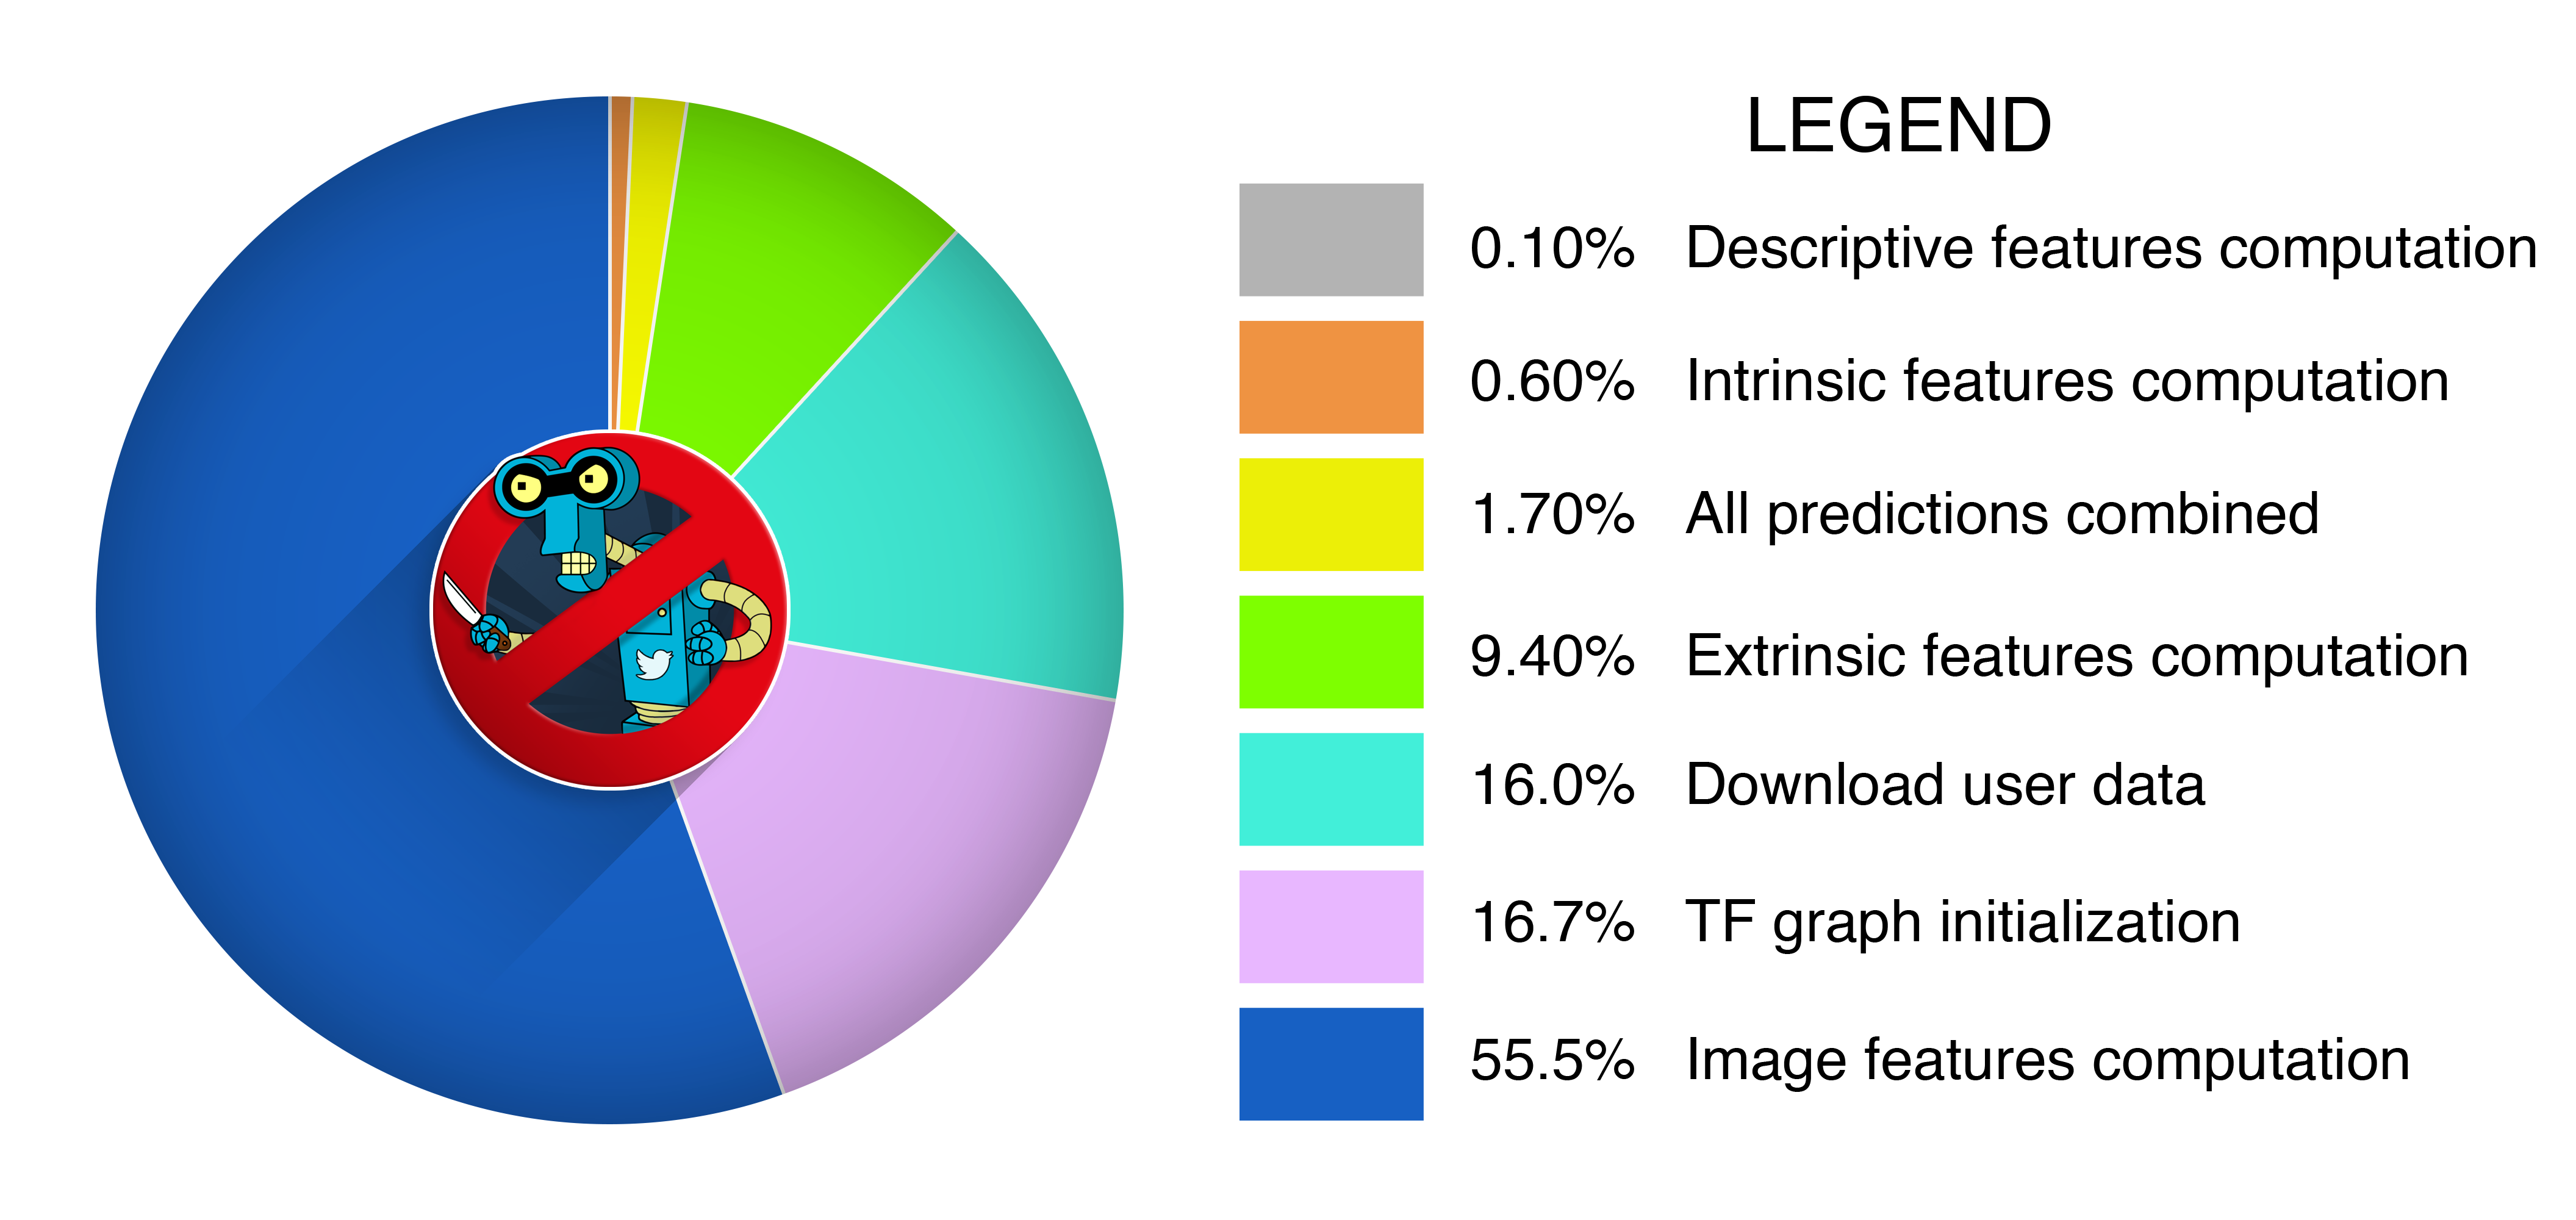 LEGEND
0.10% Descriptive features computation
0.60% Intrinsic features computation
1.70% All predictions combined
9.40% Extrinsic features computation
16.0% Download user data
16.7% TF graph initialization
55.5% Image features computation